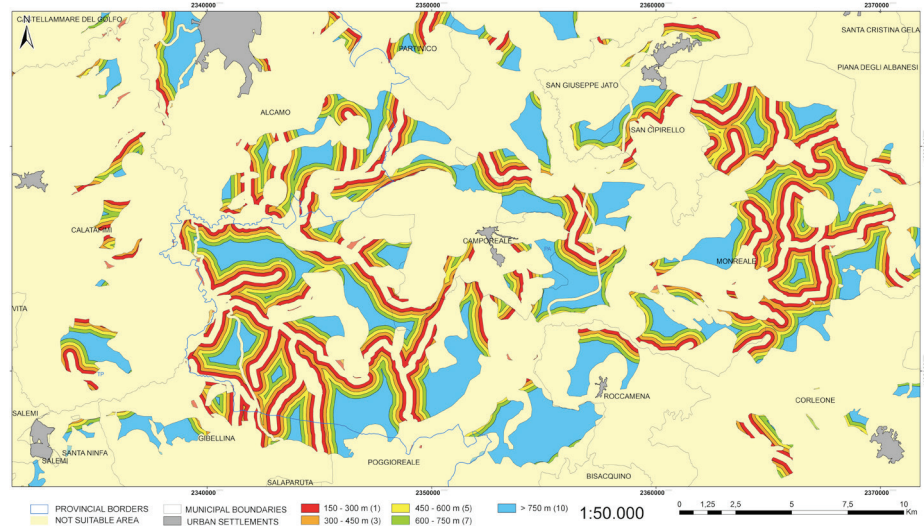 2340000 2350000 2360000 2370000
CASTELLAMMARE DEL GOLFO
SANTA CRISTINA GELA
N
PARTINICO
PIANA DEGLI ALBANESI
SAN GIUSEPPE JATO
ALCAMO
SAN CIPIRELLO
CALATAFIMI
CAMPOREALE
MONREALE
VITA
TP
ROCCAMENA
CORLEONE
SALEMI
GIBELLINA
SANTA NINFA
SALEMI
POGGIOREALE
BISACQUINO
SALAPARUTA
2340000 2350000 2360000 2370000
PROVINCIAL BORDERS MUNICIPAL BOUNDARIES 150 - 300 m (1) 450 - 600 m (5) > 750 m (10) 1:50.000 0 1,25 2,5 5 7,5 10
NOT SUITABLE AREA URBAN SETTLEMENTS 300 - 450 m (3) 600 - 750 m (7) Km